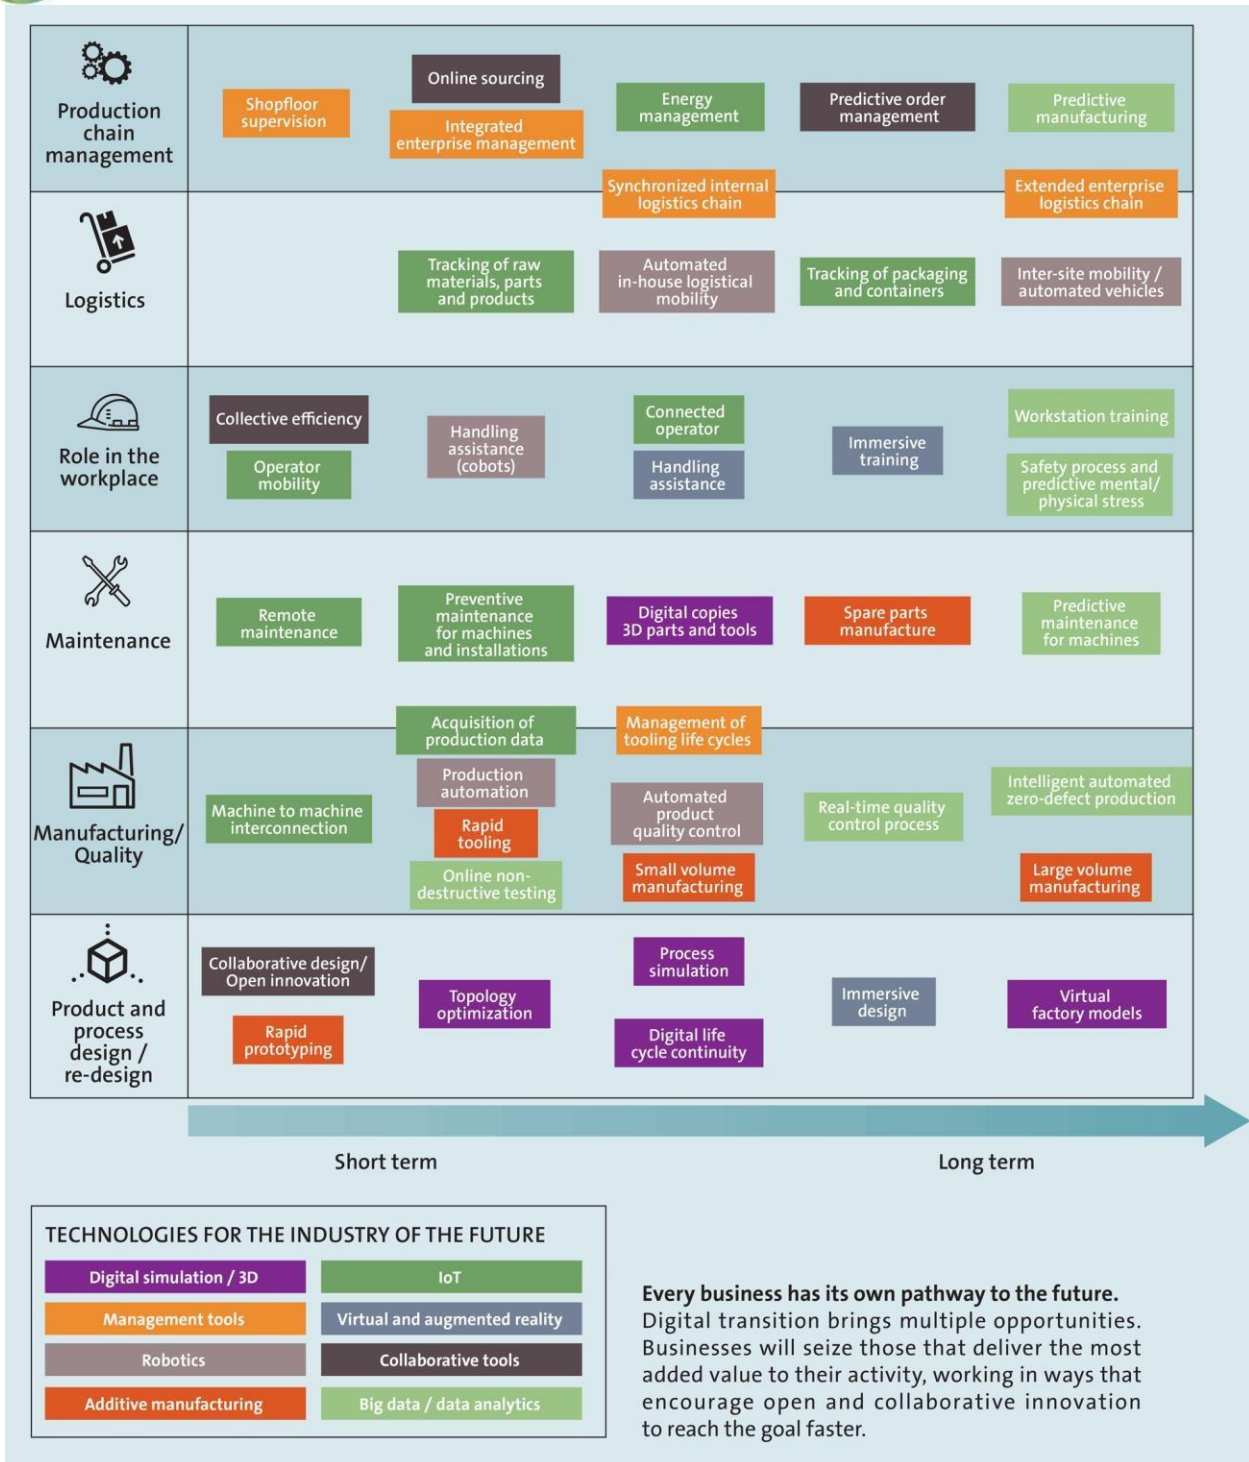 Production
chain
management
Shopfloor
supervision
Online sourcing
Integrated
enterprise management
Energy
management
Predictive order
management
Predictive
manufacturing
Synchronized internal
logistics chain
Extended enterprise
logistics chain
Logistics
Tracking of raw
materials, parts
and products
Automated
in-house logistical
mobility
Tracking of packaging
and containers
Inter-site mobility /
automated vehicles
Role in the
workplace
Collective efficiency
Operator
mobility
Handling
assistance
(cobots)
Connected
operator
Handling
assistance
Immersive
training
Workstation training
Safety process and
predictive mental/
physical stress
Maintenance
Remote
maintenance
Preventive
maintenance
for machines
and installations
Digital copies
3D parts and tools
Spare parts
manufacture
Predictive
maintenance
for machines
Acquisition of
production data
Management of
tooling life cycles
Manufacturing/
Quality
Machine to machine
interconnection
Production
automation
Rapid
tooling
Online non-
destructive testing
Automated
product
quality control
Small volume
manufacturing
Real-time quality
control process
Intelligent automated
zero-defect production
Large volume
manufacturing
Product and
process
design /
re-design
Collaborative design/
Open innovation
Rapid
prototyping
Topology
optimization
Process
simulation
Digital life
cycle continuity
Immersive
design
Virtual
factory models
Short term
Long term
TECHNOLOGIES FOR THE INDUSTRY OF THE FUTURE
Digital simulation / 3D
IoT
Management tools
Virtual and augmented reality
Robotics
Collaborative tools
Additive manufacturing
Big data / data analytics
Every business has its own pathway to the future.
Digital transition brings multiple opportunities.
Businesses will seize those that deliver the most
added value to their activity, working in ways that
encourage open and collaborative innovation
to reach the goal faster.